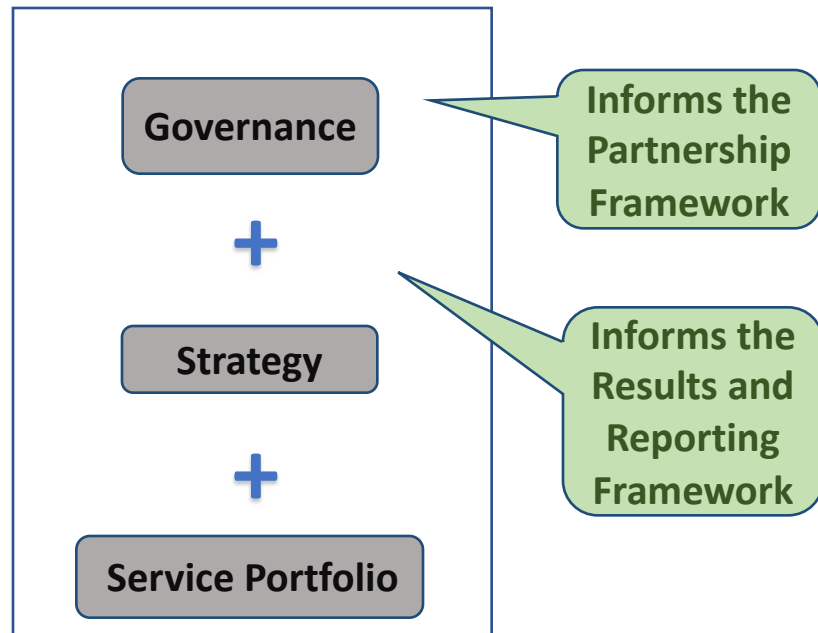 Governance
Informs the
Partnership
Framework
+
Strategy
Informs the
Results and
Reporting
Framework
+
Service Portfolio